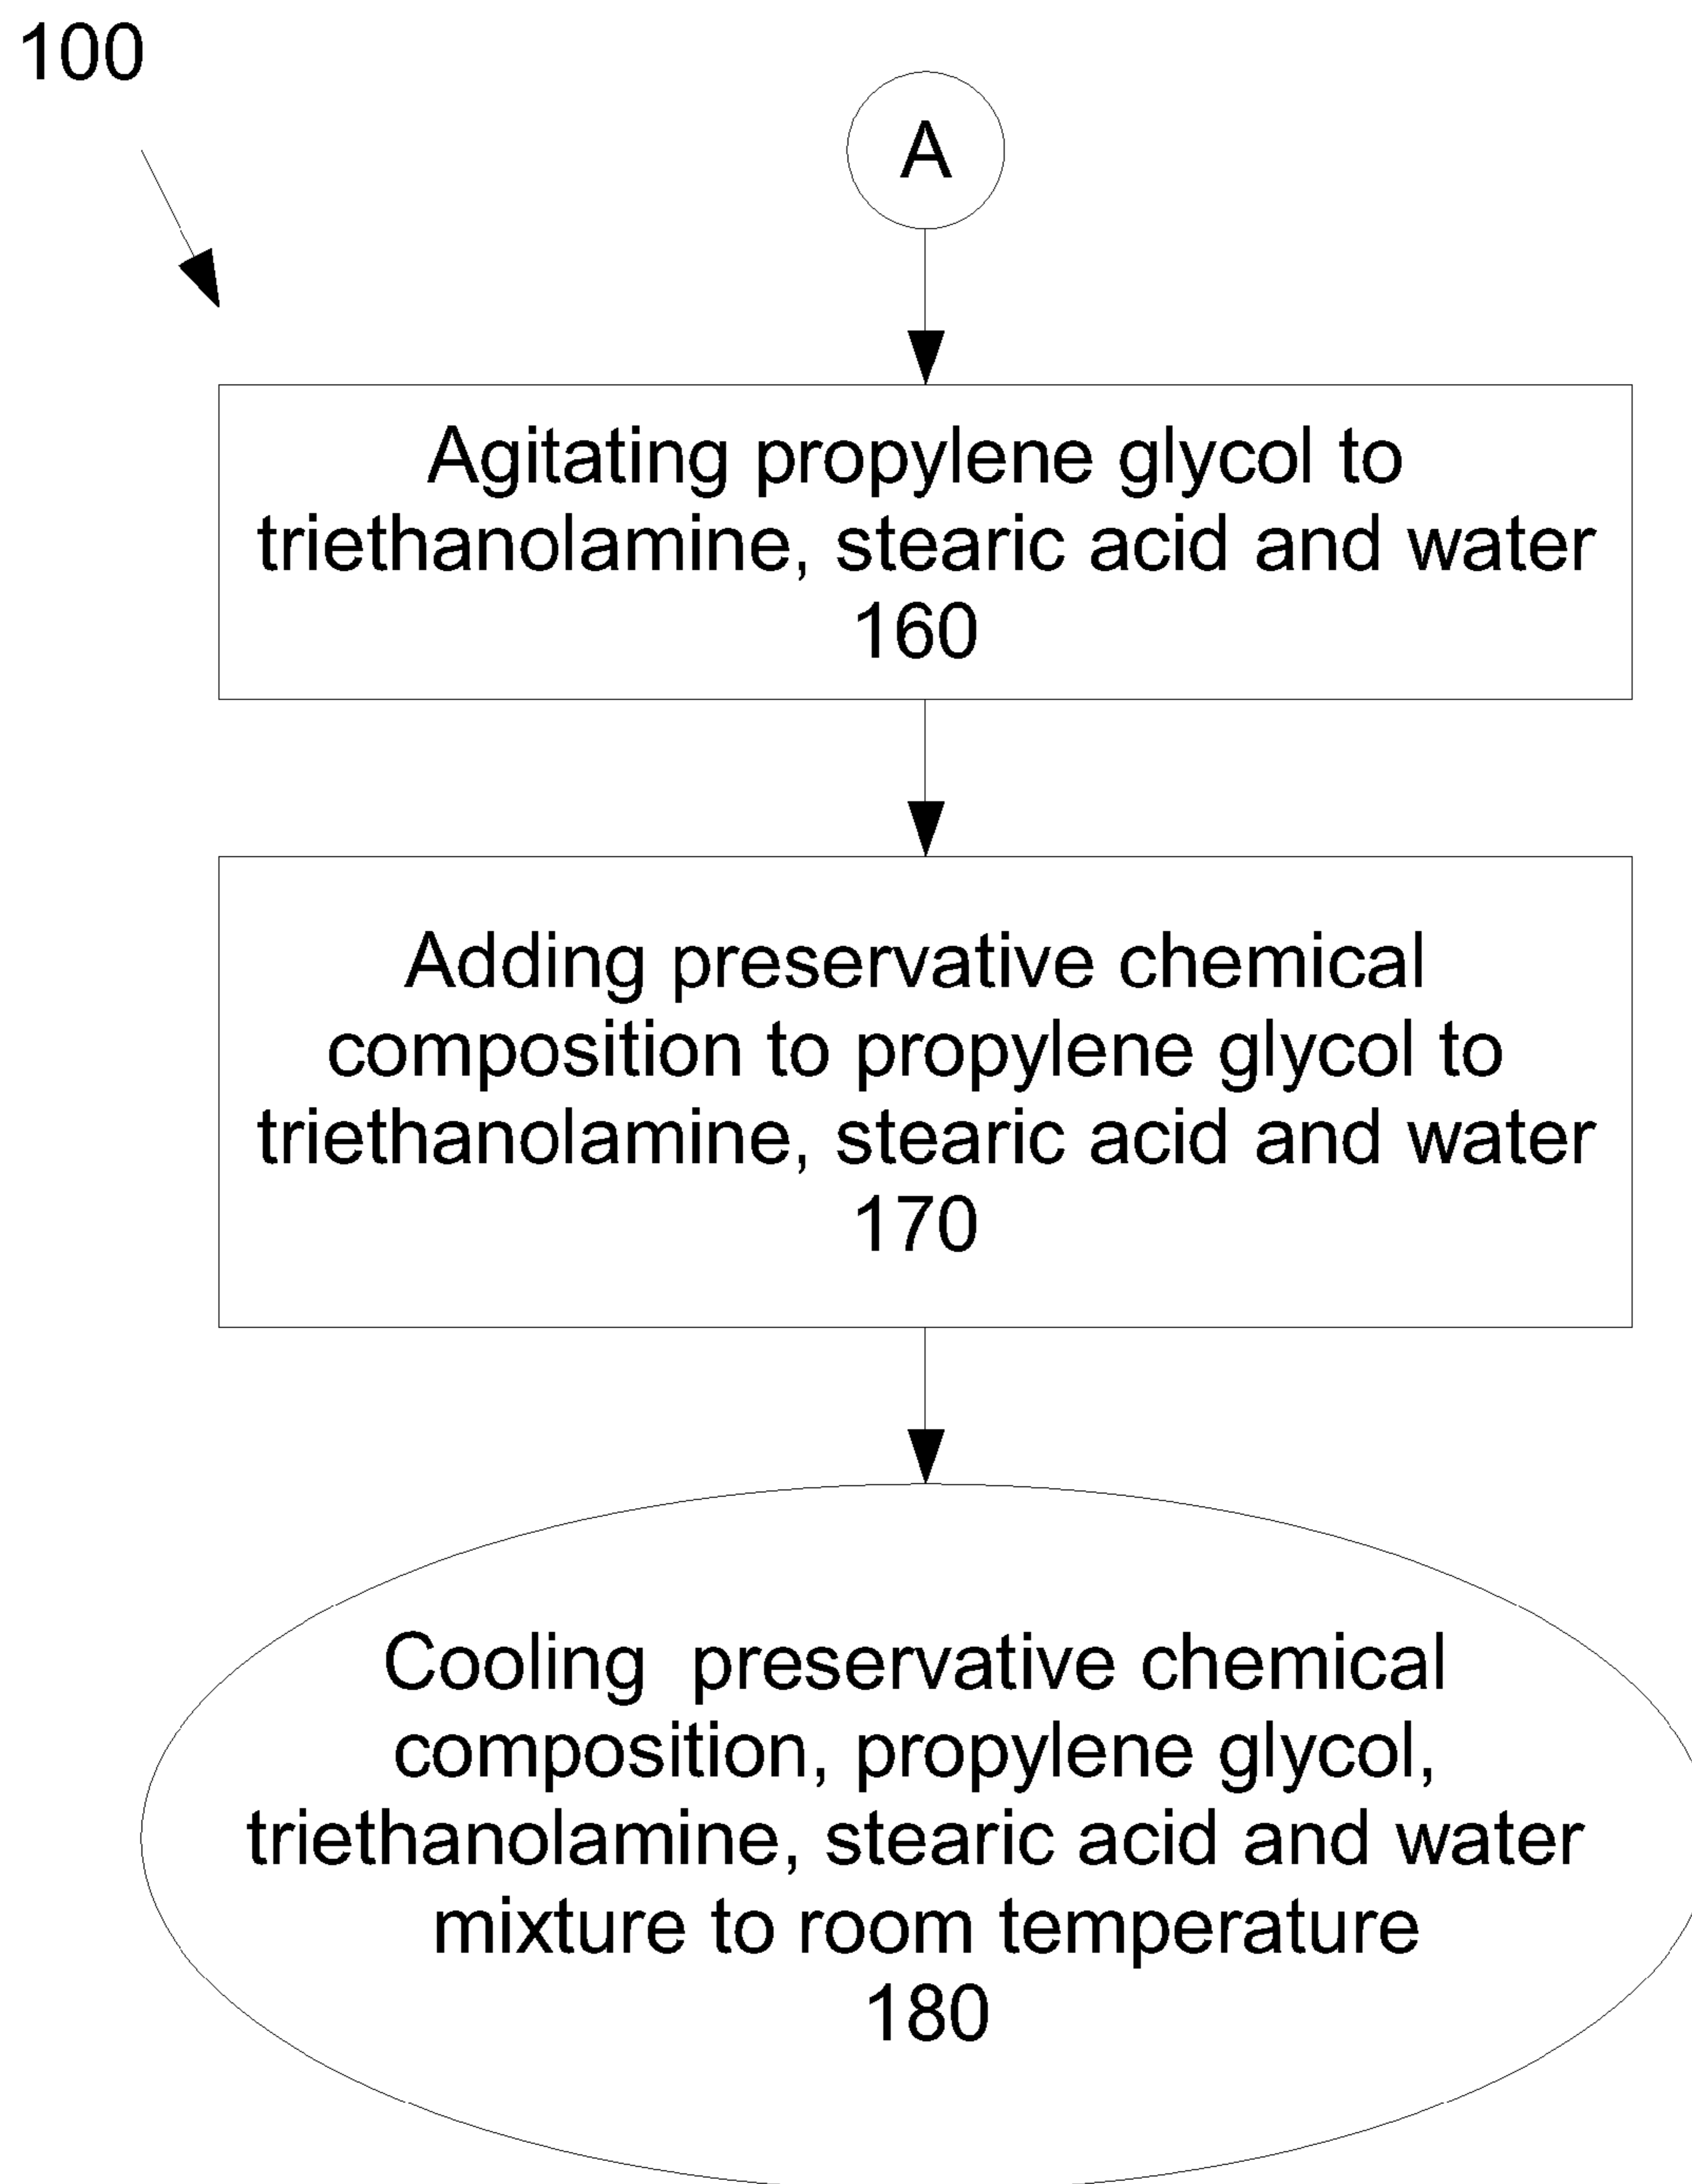 100
A
Agitating propylene glycol to
triethanolamine, stearic acid and water
160
Adding preservative chemical
composition to propylene glycol to
triethanolamine, stearic acid and water
170
Cooling  preservative chemical
composition, propylene glycol,
triethanolamine, stearic acid and water
mixture to room temperature
180